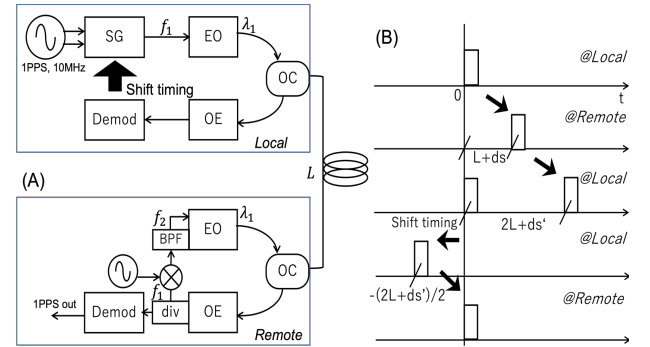 SG
f₁
EO
λ₁
OC
1PPS, 10MHz
Shift timing
Demod
OE
Local
(A)
L
f₂
EO
λ₁
BPF
OC
f₁
1PPS out
Demod
div
OE
Remote
(B)
@Local
0
t
@Remote
L+ds
@Local
Shift timing
2L+ds'
@Local
-(2L+ds')/2
@Remote